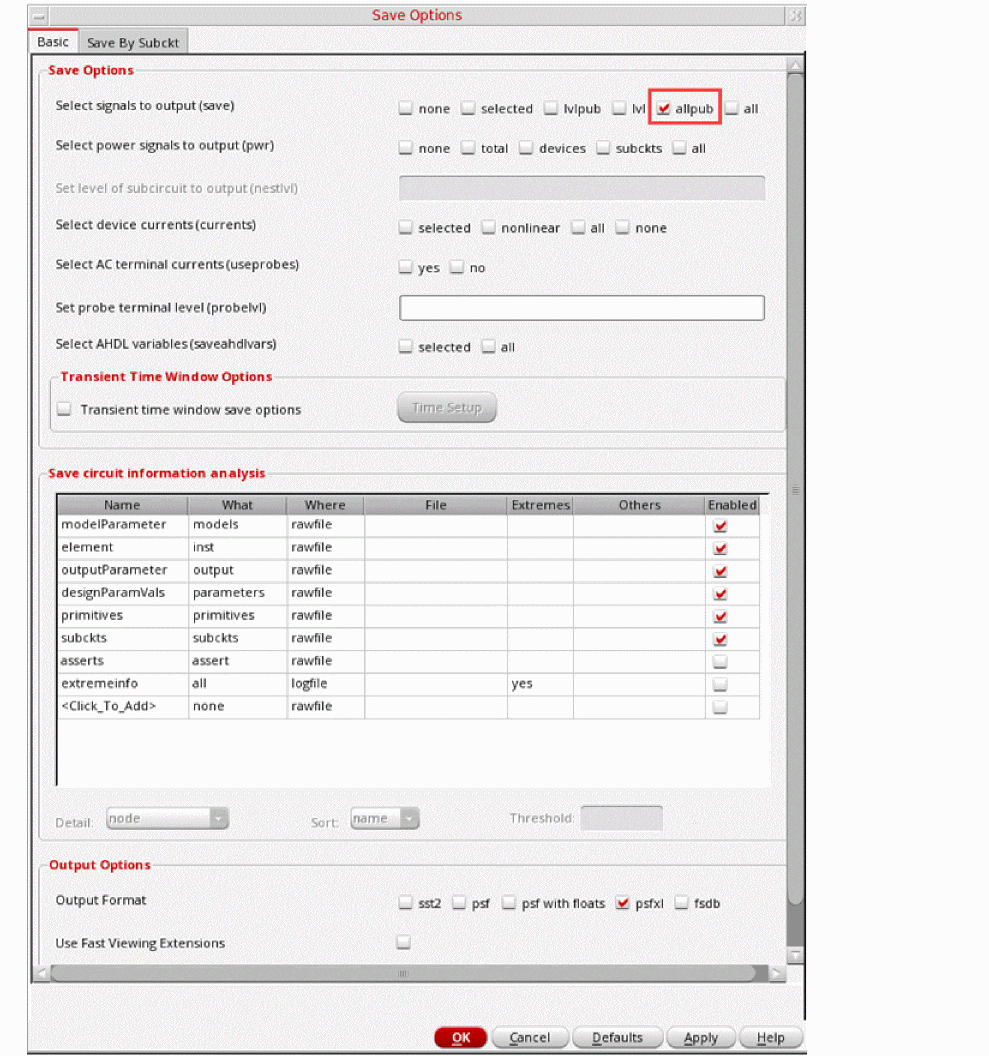 Save Options
Basic Save By Subckt
Save Options
Select signals to output (save) none selected lvlpub lvl allpub all
Select power signals to output (pwr) none total devices subckts all
Set level of subcircuit to output (nestlvl)
Select device currents (currents) selected nonlinear all none
Select AC terminal currents (useprobes) yes no
Set probe terminal level (probelvl)
Select AHDL variables (saveahdlvars) selected all
Transient Time Window Options
Transient time window save options Time Setup
Save circuit information analysis
Name What Where File Extremes Others Enabled
modelParameter models rawfile
element inst rawfile
outputParameter output rawfile
designParamVals parameters rawfile
primitives primitives rawfile
subckts subckts rawfile
asserts assert rawfile
extremeinfo all logfile yes
<Click_To_Add> none rawfile
Detail: node Sort: name Threshold:
Output Options
Output Format sst2 psf psf with floats psfxl fsdb
Use Fast Viewing Extensions
OK Cancel Defaults Apply Help